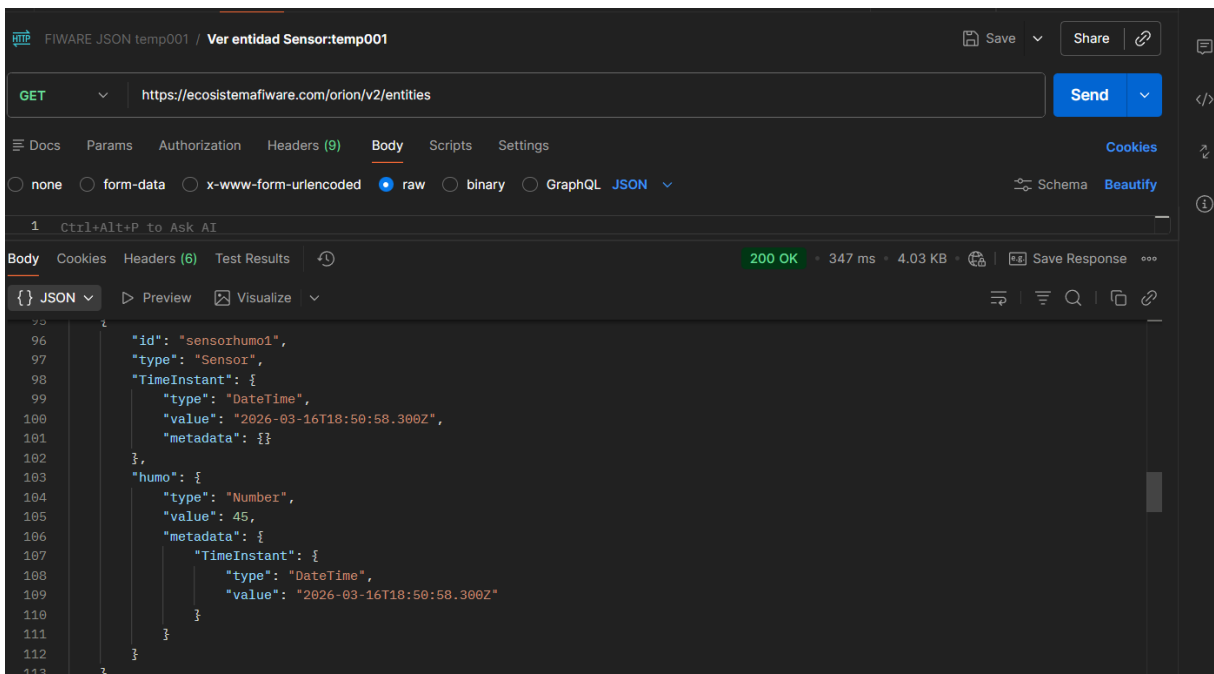 HTTP FIWARE JSON temp001 / Ver entidad Sensor:temp001 Save Share
GET https://ecosistemafiware.com/orion/v2/entities Send
Docs Params Authorization Headers (9) Body Scripts Settings Cookies
none form-data x-www-form-urlencoded raw binary GraphQL JSON Schema Beautify
1 Ctrl+Alt+P to Ask AI
Body Cookies Headers (6) Test Results 200 OK • 347 ms • 4.03 KB • e.g. Save Response
{} JSON Preview Visualize
95 {
96 "id": "sensorhumo1",
97 "type": "Sensor",
98 "TimeInstant": {
99 "type": "DateTime",
100 "value": "2026-03-16T18:50:58.300Z",
101 "metadata": {}
102 },
103 "humo": {
104 "type": "Number",
105 "value": 45,
106 "metadata": {
107 "TimeInstant": {
108 "type": "DateTime",
109 "value": "2026-03-16T18:50:58.300Z"
110 }
111 }
112 }
113 }